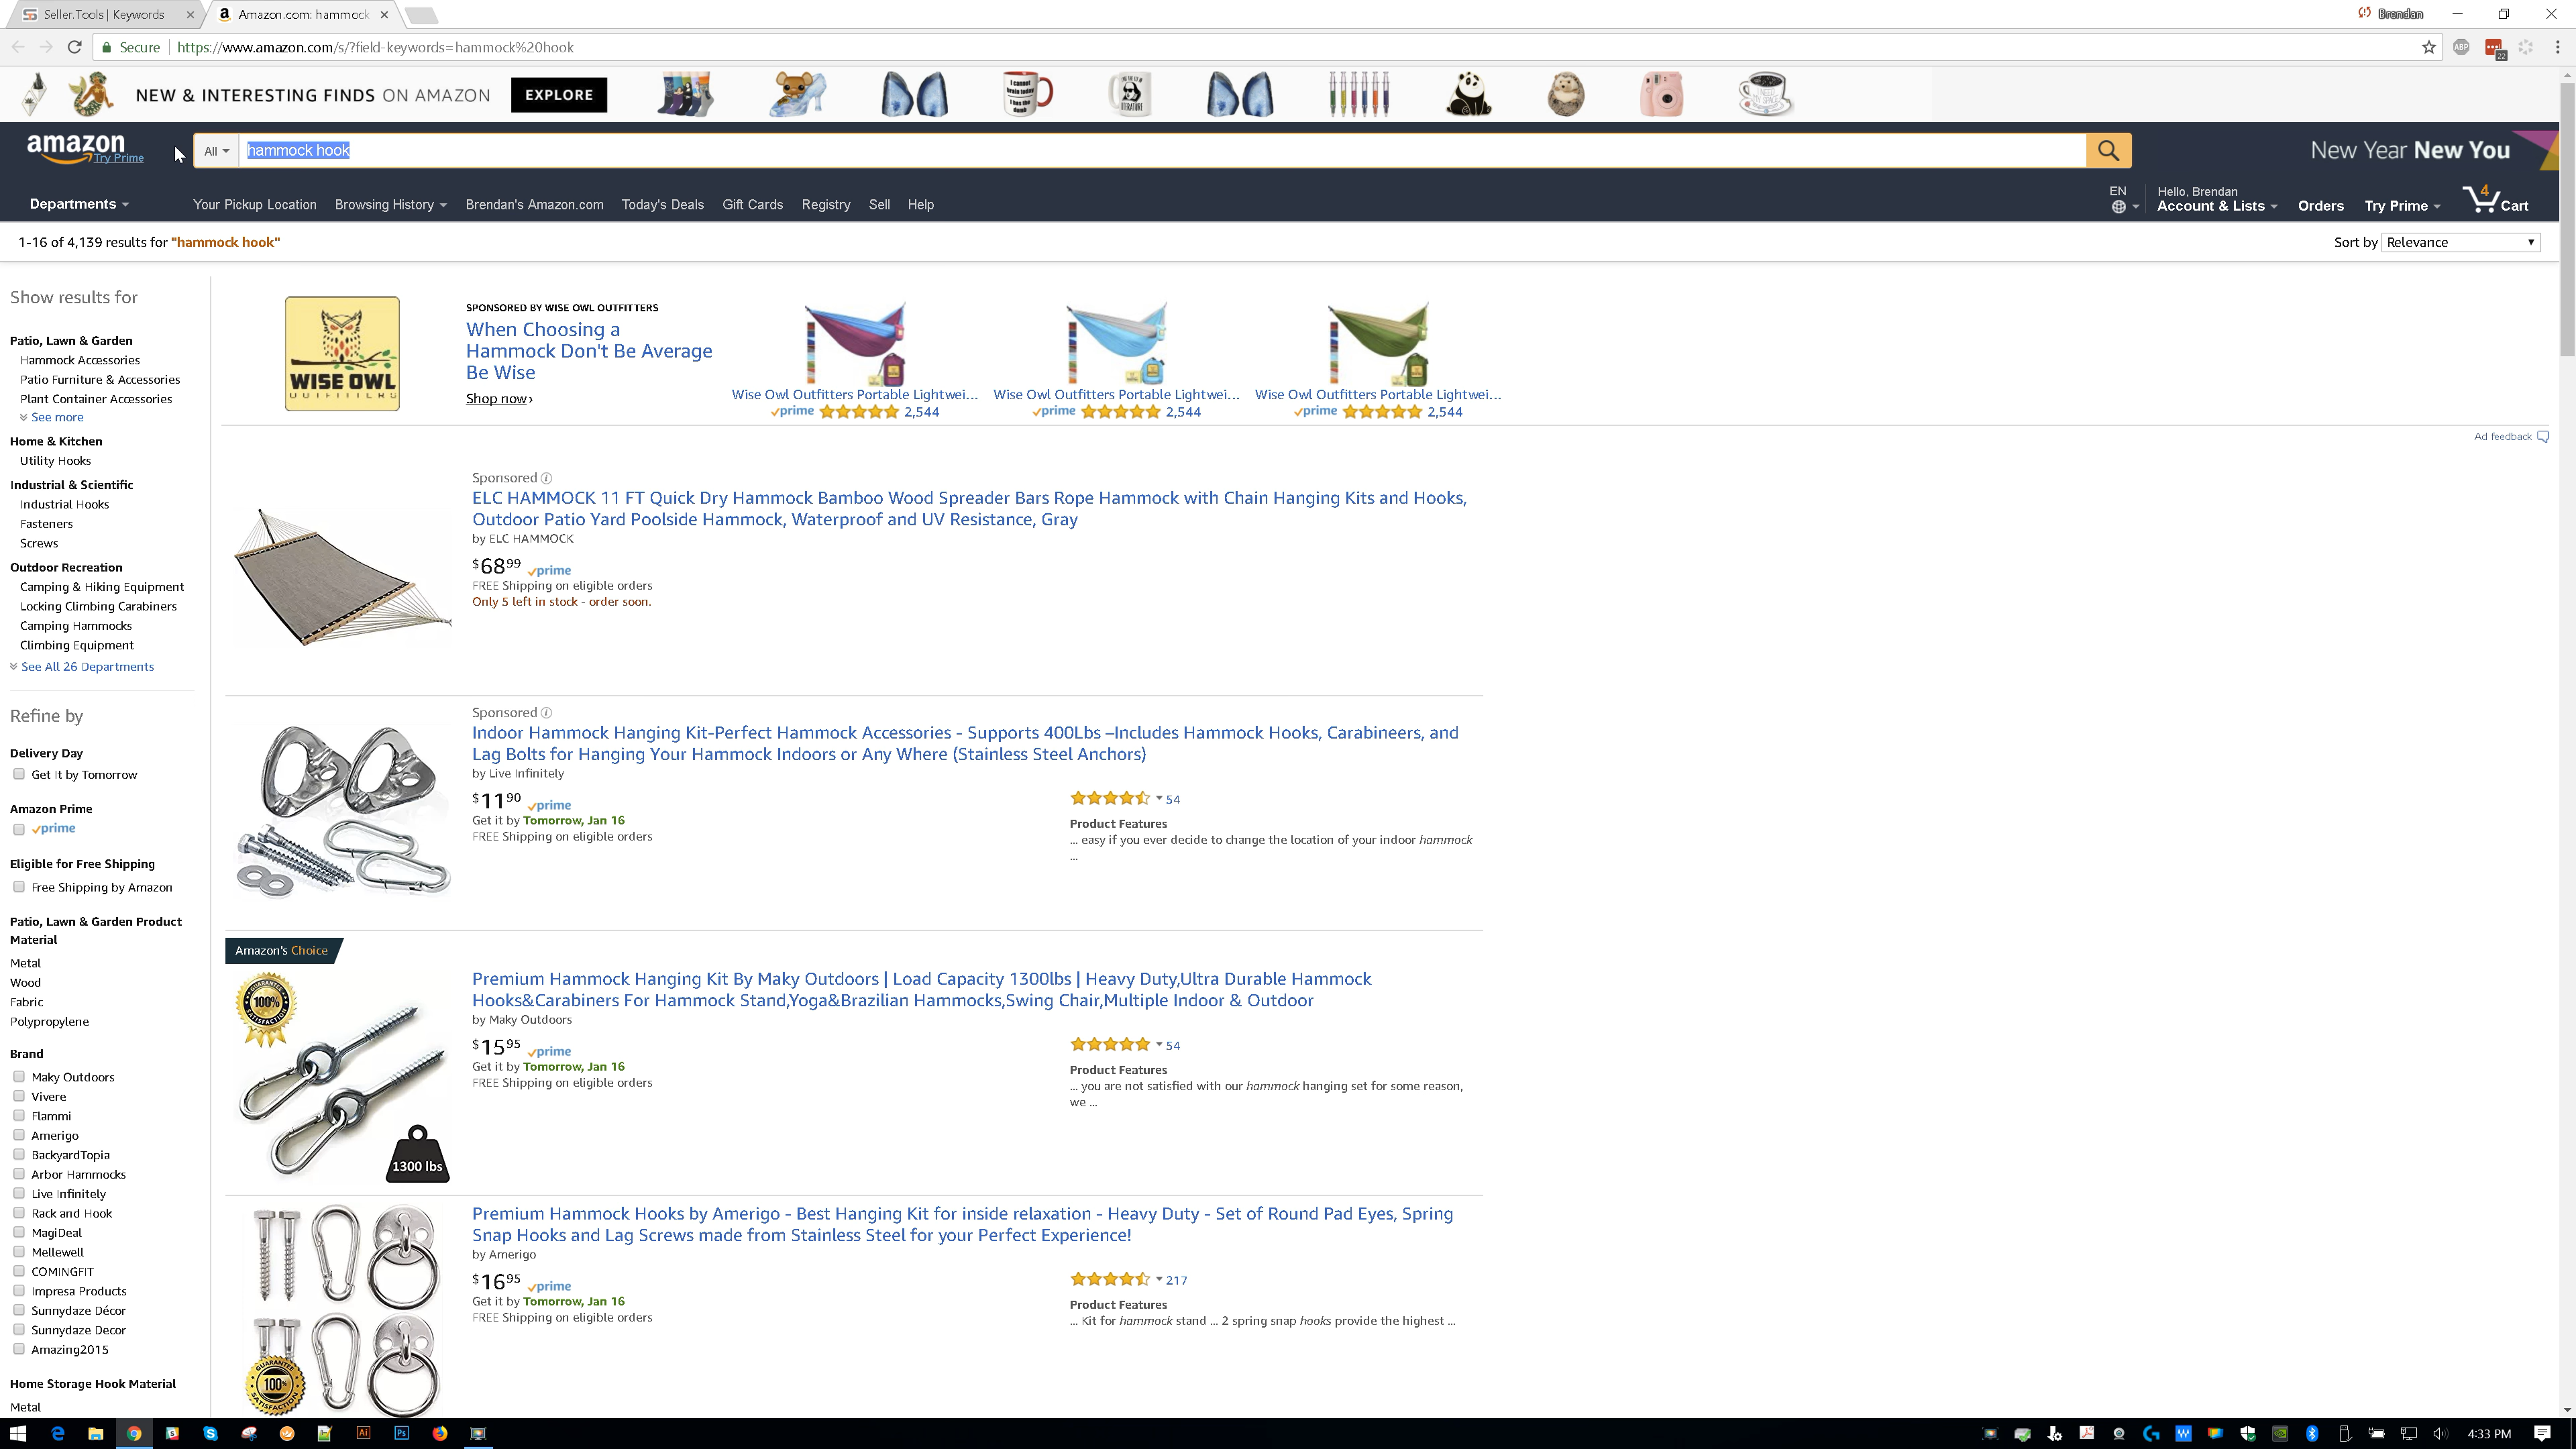 Seller.Tools | Keywords
Amazon.com: hammock
Brendan
Secure https://www.amazon.com/s/?field-keywords=hammock%20hook
ABP
22
NEW & INTERESTING FINDS ON AMAZON EXPLORE
amazon
Try Prime
All
hammock hook
New Year New You
Departments
Your Pickup Location Browsing History Brendan's Amazon.com Today's Deals Gift Cards Registry Sell Help
EN
Hello, Brendan
Account & Lists Orders Try Prime 4 Cart
1-16 of 4,139 results for "hammock hook"
Sort by Relevance
Show results for
Patio, Lawn & Garden
Hammock Accessories
Patio Furniture & Accessories
Plant Container Accessories
See more
Home & Kitchen
Utility Hooks
Industrial & Scientific
Industrial Hooks
Fasteners
Screws
Outdoor Recreation
Camping & Hiking Equipment
Locking Climbing Carabiners
Camping Hammocks
Climbing Equipment
See All 26 Departments
Refine by
Delivery Day
Get It by Tomorrow
Amazon Prime
prime
Eligible for Free Shipping
Free Shipping by Amazon
Patio, Lawn & Garden Product
Material
Metal
Wood
Fabric
Polypropylene
Brand
Maky Outdoors
Vivere
Flammi
Amerigo
BackyardTopia
Arbor Hammocks
Live Infinitely
Rack and Hook
MagiDeal
Mellewell
COMINGFIT
Impresa Products
Sunnydaze Décor
Sunnydaze Decor
Amazing2015
Home Storage Hook Material
Metal
WISE OWL
OUTFITTERS
SPONSORED BY WISE OWL OUTFITTERS
When Choosing a
Hammock Don't Be Average
Be Wise
Shop now ›
Wise Owl Outfitters Portable Lightwei...
prime 2,544
Wise Owl Outfitters Portable Lightwei...
prime 2,544
Wise Owl Outfitters Portable Lightwei...
prime 2,544
Ad feedback
Sponsored
ELC HAMMOCK 11 FT Quick Dry Hammock Bamboo Wood Spreader Bars Rope Hammock with Chain Hanging Kits and Hooks,
Outdoor Patio Yard Poolside Hammock, Waterproof and UV Resistance, Gray
by ELC HAMMOCK
$68 99 prime
FREE Shipping on eligible orders
Only 5 left in stock - order soon.
Sponsored
Indoor Hammock Hanging Kit-Perfect Hammock Accessories - Supports 400Lbs –Includes Hammock Hooks, Carabineers, and
Lag Bolts for Hanging Your Hammock Indoors or Any Where (Stainless Steel Anchors)
by Live Infinitely
$11 90 prime
Get it by Tomorrow, Jan 16
FREE Shipping on eligible orders
54
Product Features
... easy if you ever decide to change the location of your indoor hammock
...
Amazon's Choice
100%
1300 lbs
Premium Hammock Hanging Kit By Maky Outdoors | Load Capacity 1300lbs | Heavy Duty,Ultra Durable Hammock
Hooks&Carabiners For Hammock Stand,Yoga&Brazilian Hammocks,Swing Chair,Multiple Indoor & Outdoor
by Maky Outdoors
$15 95 prime
Get it by Tomorrow, Jan 16
FREE Shipping on eligible orders
54
Product Features
... you are not satisfied with our hammock hanging set for some reason,
we ...
GUARANTEE
100%
SATISFACTION
Premium Hammock Hooks by Amerigo - Best Hanging Kit for inside relaxation - Heavy Duty - Set of Round Pad Eyes, Spring
Snap Hooks and Lag Screws made from Stainless Steel for your Perfect Experience!
by Amerigo
$16 95 prime
Get it by Tomorrow, Jan 16
FREE Shipping on eligible orders
217
Product Features
... Kit for hammock stand ... 2 spring snap hooks provide the highest ...
Ai
Ps
4:33 PM